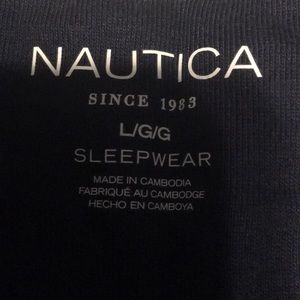 NAUTICA
SINCE 1983
L/G/G
SLEEPWEAR
MADE IN CAMBODIA
FABRIQUÉ AU CAMBODGE
HECHO EN CAMBOYA